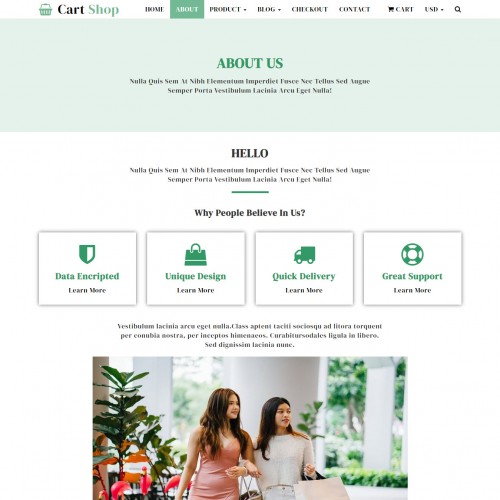 Cart Shop
HOME ABOUT PRODUCT BLOG CHECKOUT CONTACT CART USD
ABOUT US
Nulla Quis Sem At Nibh Elementum Imperdiet Fusce Nec Tellus Sed Augue
Semper Porta Vestibulum Lacinia Arcu Eget Nulla!
HELLO
Nulla Quis Sem At Nibh Elementum Imperdiet Fusce Nec Tellus Sed Augue
Semper Porta Vestibulum Lacinia Arcu Eget Nulla!
Why People Believe In Us?
Data Encripted
Learn More
Unique Design
Learn More
Quick Delivery
Learn More
Great Support
Learn More
Vestibulum lacinia arcu eget nulla.Class aptent taciti sociosqu ad litora torquent
per conubia nostra, per inceptos himenaeos. Curabitursodales ligula in libero.
Sed dignissim lacinia nunc.